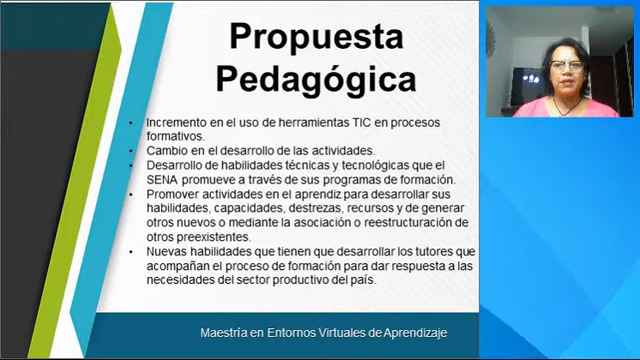 Propuesta
Pedagógica
• Incremento en el uso de herramientas TIC en procesos
formativos.
• Cambio en el desarrollo de las actividades.
• Desarrollo de habilidades técnicas y tecnológicas que el
SENA promueve a través de sus programas de formación.
• Promover actividades en el aprendiz para desarrollar sus
habilidades, capacidades, destrezas, recursos y de generar
otros nuevos o mediante la asociación o reestructuración de
otros preexistentes.
• Nuevas habilidades que tienen que desarrollar los tutores que
acompañan el proceso de formación para dar respuesta a las
necesidades del sector productivo del país.
Maestría en Entornos Virtuales de Aprendizaje